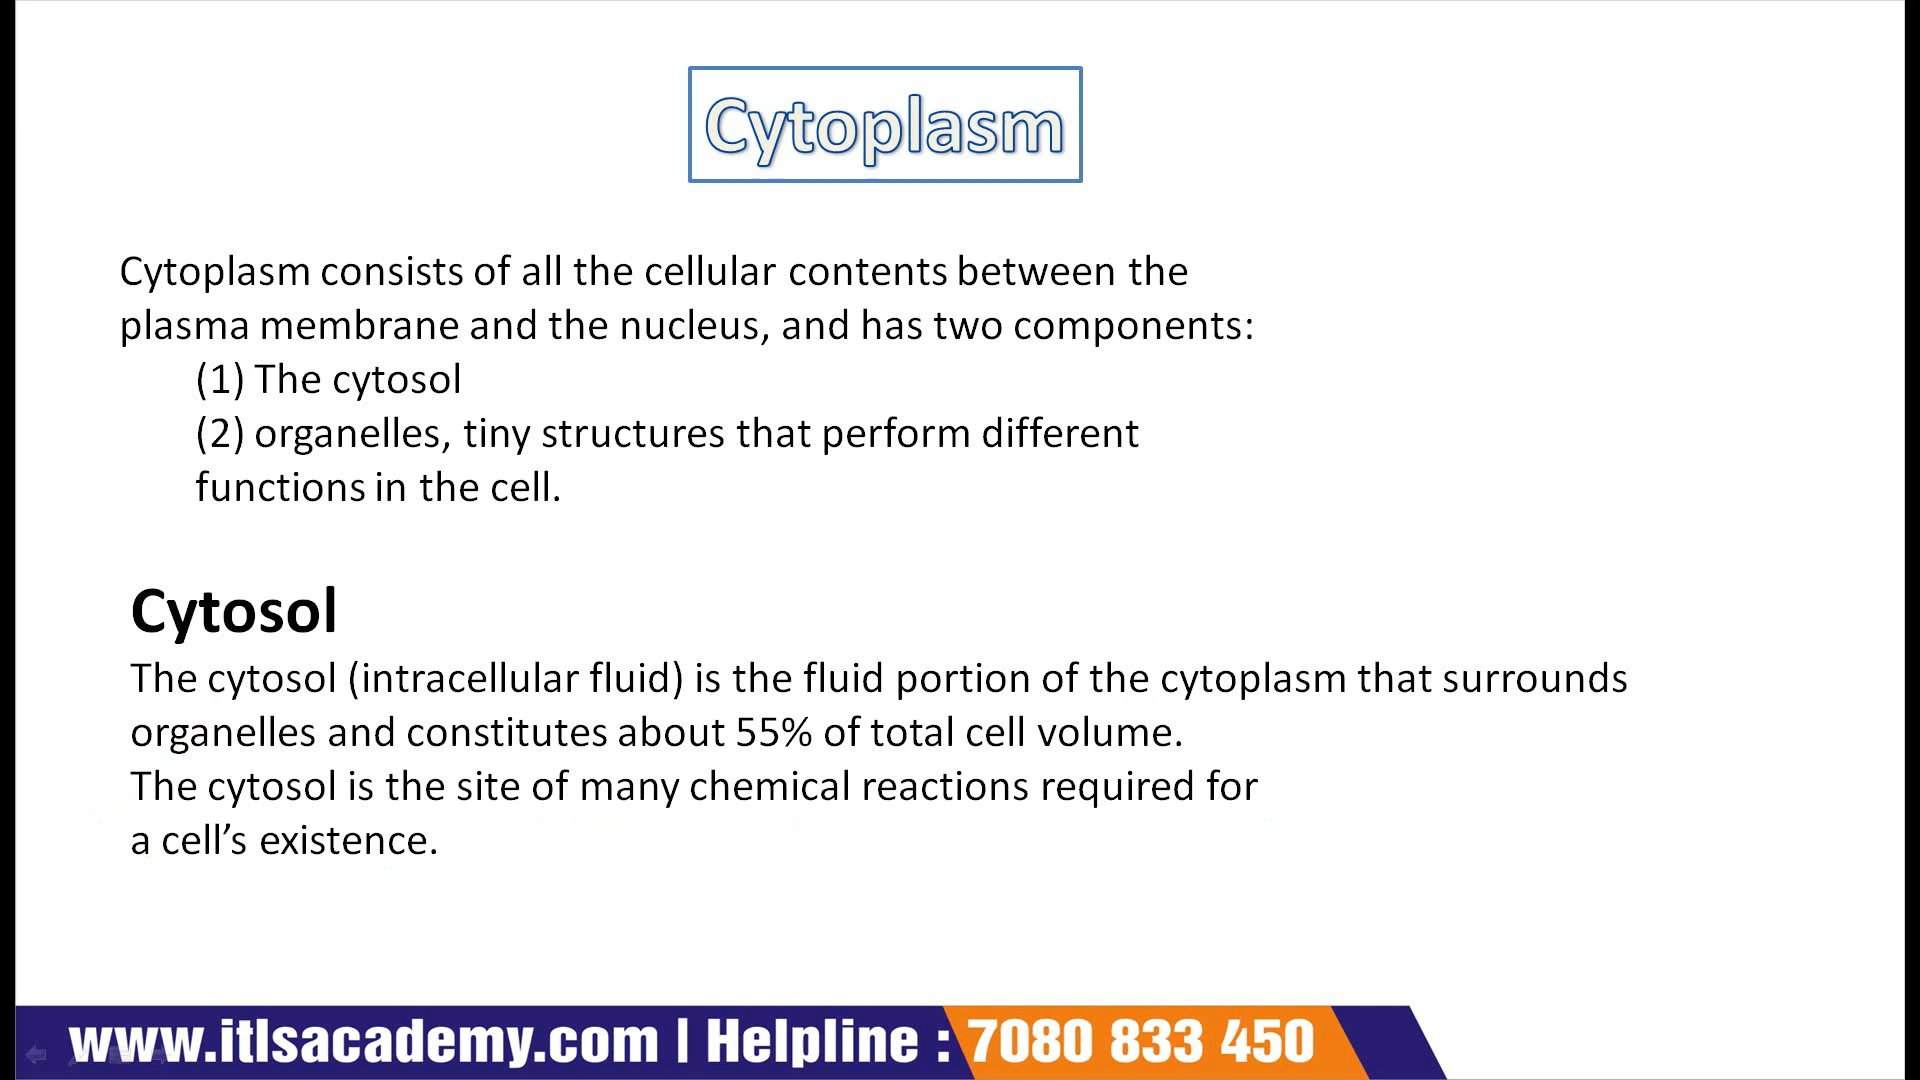 Cytoplasm
Cytoplasm consists of all the cellular contents between the
plasma membrane and the nucleus, and has two components:
(1) The cytosol
(2) organelles, tiny structures that perform different
functions in the cell.
Cytosol
The cytosol (intracellular fluid) is the fluid portion of the cytoplasm that surrounds
organelles and constitutes about 55% of total cell volume.
The cytosol is the site of many chemical reactions required for
a cell’s existence.
www.itlsacademy.com | Helpline : 7080 833 450